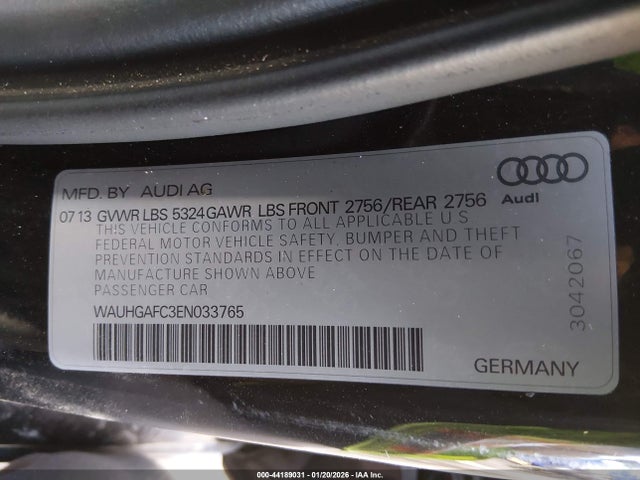 MFD. BY AUDI AG
07 13 GVWR LBS 5324 GAWR LBS FRONT 2756/REAR 2756
THIS VEHICLE CONFORMS TO ALL APPLICABLE U S
FEDERAL MOTOR VEHICLE SAFETY, BUMPER AND THEFT
PREVENTION STANDARDS IN EFFECT ON THE DATE OF
MANUFACTURE SHOWN ABOVE
PASSENGER CAR
WAUHGAFC3EN033765
Audi
3042067
GERMANY
000-44189031 - 01/20/2026 - IAA Inc.